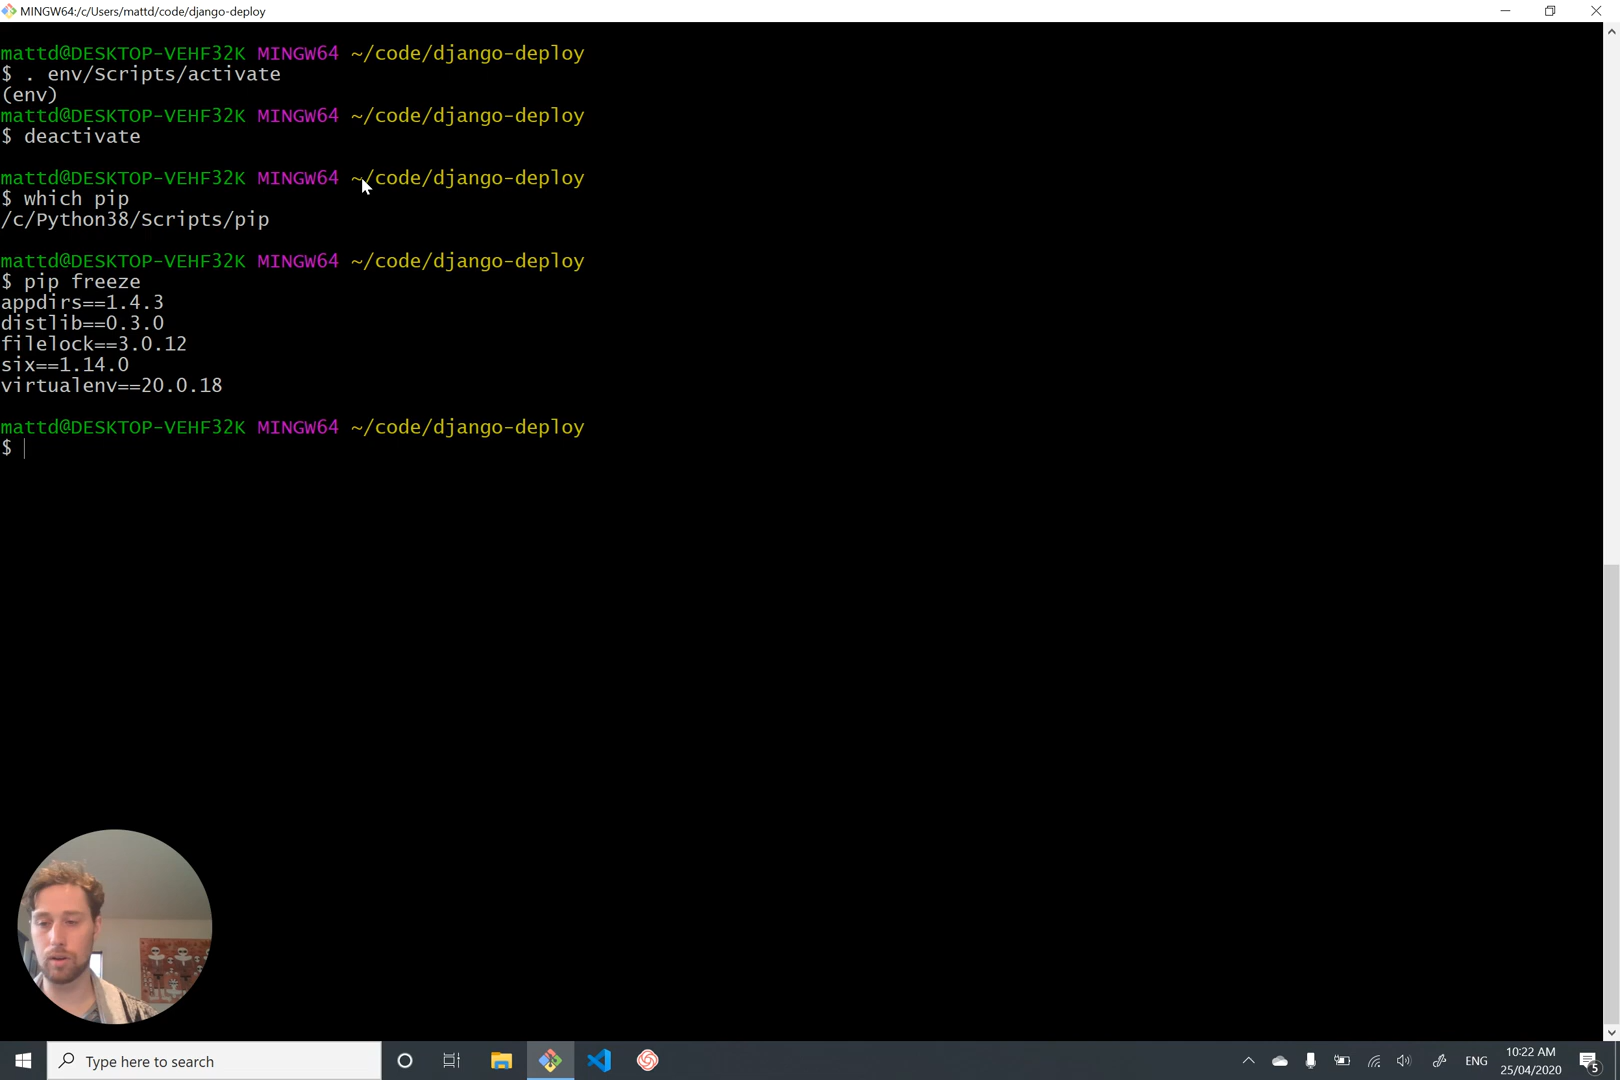 MINGW64:/c/Users/mattd/code/django-deploy
mattd@DESKTOP-VEHF32K MINGW64 ~/code/django-deploy
$ . env/Scripts/activate
(env)
mattd@DESKTOP-VEHF32K MINGW64 ~/code/django-deploy
$ deactivate
mattd@DESKTOP-VEHF32K MINGW64 ~/code/django-deploy
$ which pip
/c/Python38/Scripts/pip
mattd@DESKTOP-VEHF32K MINGW64 ~/code/django-deploy
$ pip freeze
appdirs==1.4.3
distlib==0.3.0
filelock==3.0.12
six==1.14.0
virtualenv==20.0.18
mattd@DESKTOP-VEHF32K MINGW64 ~/code/django-deploy
$
Type here to search
ENG
10:22 AM
25/04/2020
5